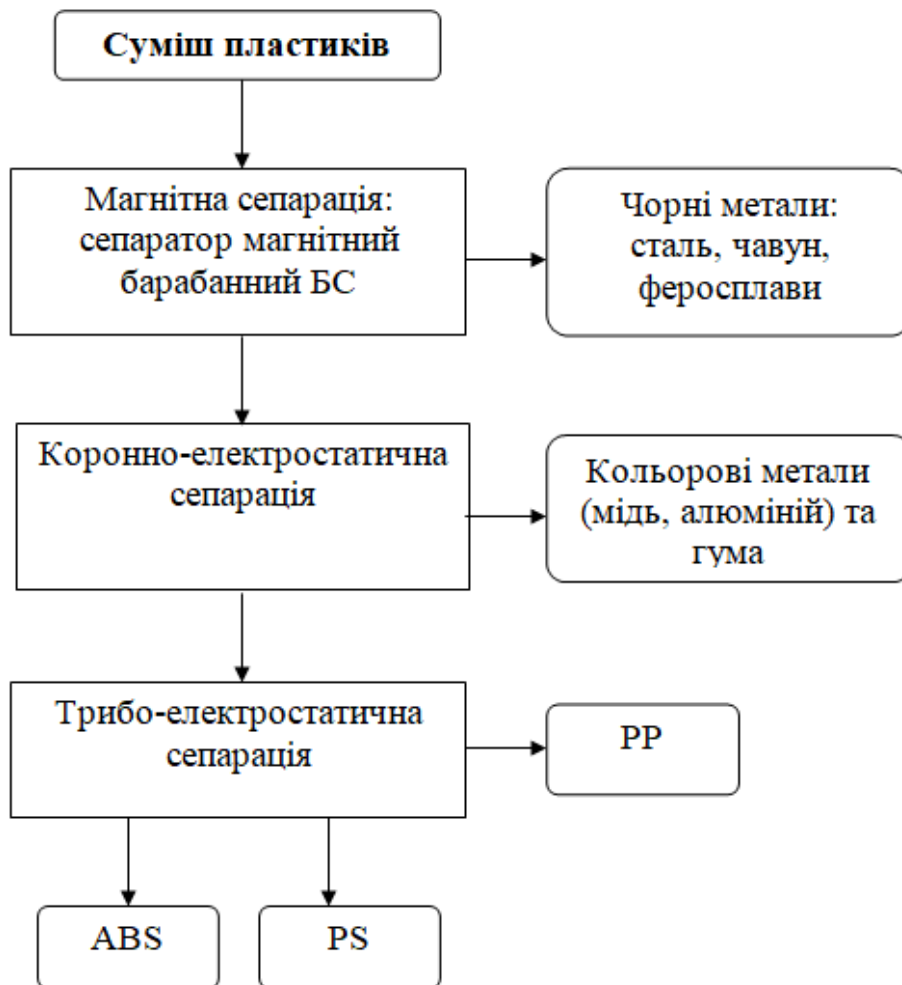 Суміш пластиків
Магнітна сепарація:
сепаратор магнітний
барабанний БС
Чорні метали:
сталь, чавун,
феросплави
Коронно-електростатична
сепарація
Кольорові метали
(мідь, алюміній) та
гума
Трибо-електростатична
сепарація
PP
ABS
PS